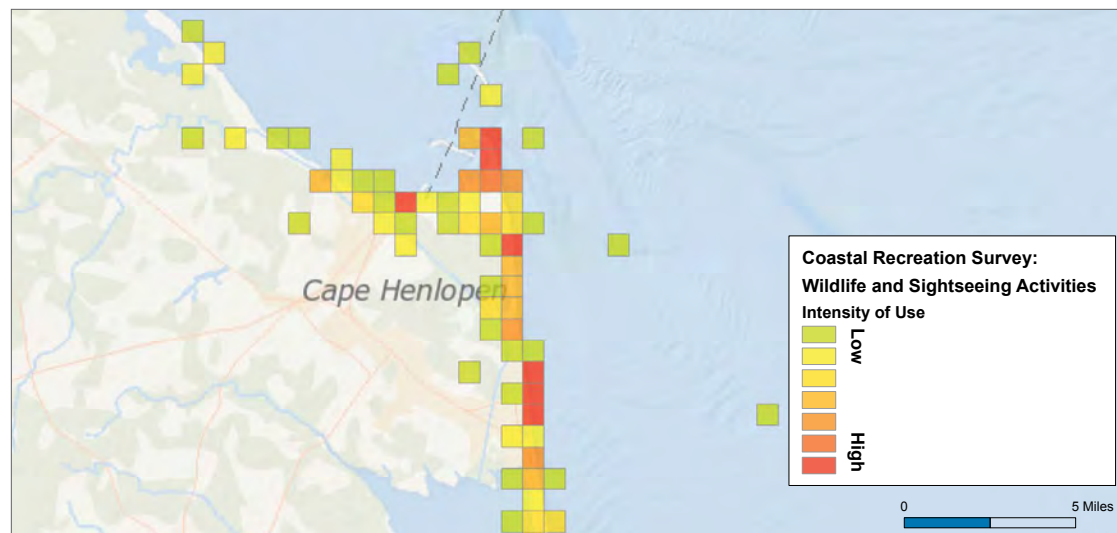 Cape Henlopen
Coastal Recreation Survey:
Wildlife and Sightseeing Activities
Intensity of Use
Low
High
0 5 Miles